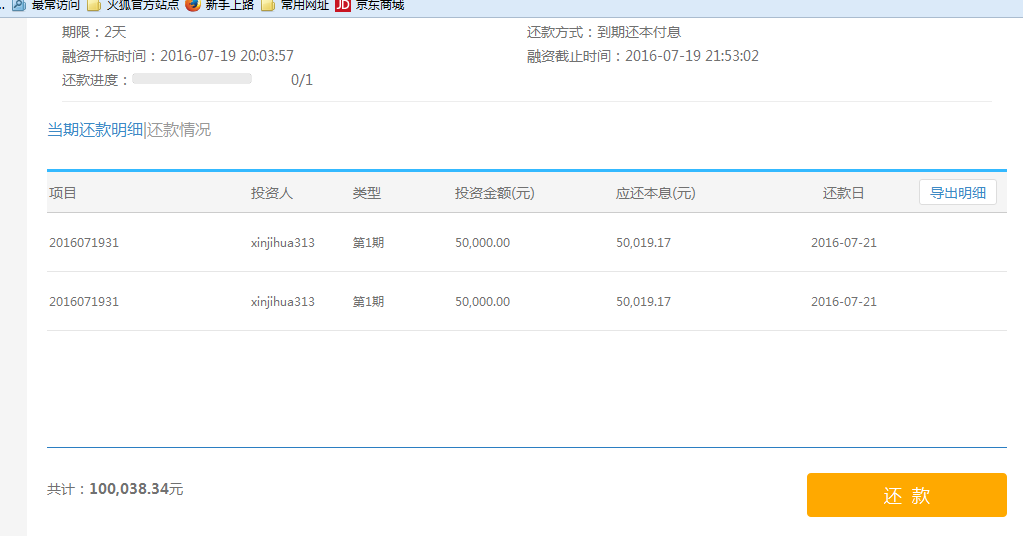 .. 最常访问 火狐官方站点 新手上路 常用网址 JD 京东商城
期限：2天 还款方式：到期还本付息
融资开标时间：2016-07-19 20:03:57 融资截止时间：2016-07-19 21:53:02
还款进度： 0/1
当期还款明细|还款情况
项目 投资人 类型 投资金额(元) 应还本息(元) 还款日 导出明细
2016071931 xinjihua313 第1期 50,000.00 50,019.17 2016-07-21
2016071931 xinjihua313 第1期 50,000.00 50,019.17 2016-07-21
共计：100,038.34元 还 款